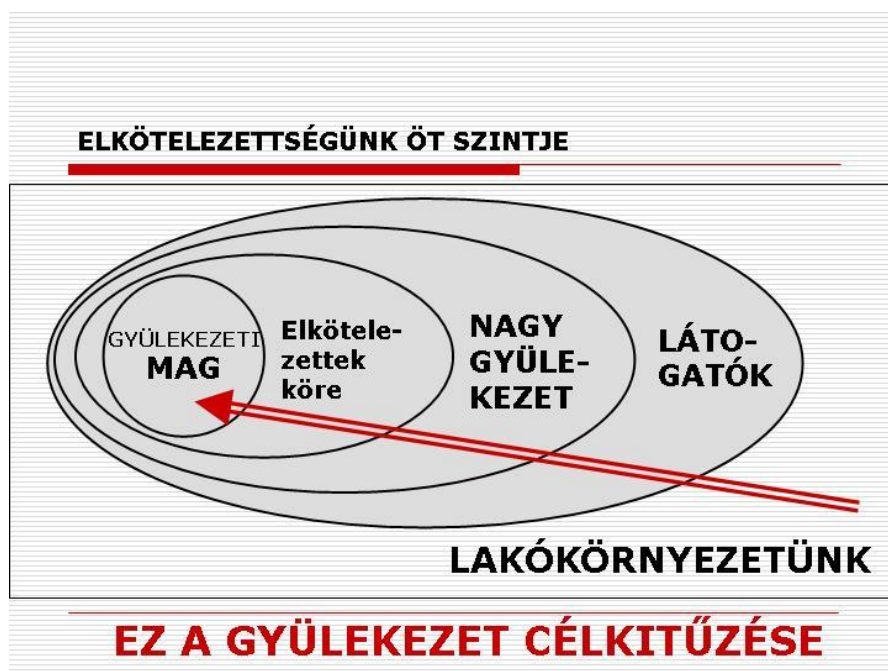 ELKÖTELEZETTSÉGÜNK ÖT SZINTJE
GYÜLEKEZETI
MAG
Elkötele-
zettek
köre
NAGY
GYÜLE-
KEZET
LÁTO-
GATÓK
LAKÓKÖRNYEZETÜNK
EZ A GYÜLEKEZET CÉLKITŰZÉSE